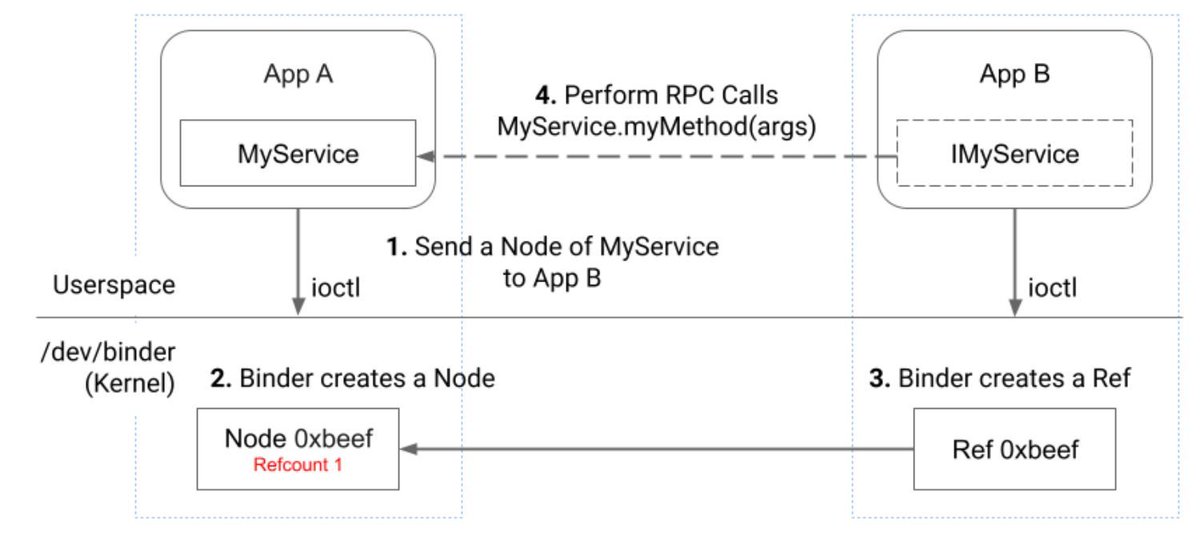 App A
App B
4. Perform RPC Calls
MyService.myMethod(args)
MyService
IMyService
1. Send a Node of MyService
to App B
Userspace
ioctl
ioctl
/dev/binder
(Kernel)
2. Binder creates a Node
3. Binder creates a Ref
Node 0xbeef
Refcount 1
Ref 0xbeef